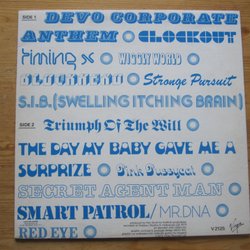 SIDE 1
DEVO CORPORATE
ANTHEM CLOCKOUT
TIMING X WIGGLY WORLD
BLOCKHEAD Strange Pursuit
S.I.B. (SWELLING ITCHING BRAIN)
SIDE 2
Triumph Of The Will
THE DAY MY BABY GAVE ME A
SURPRIZE Pink Pussycat
SECRET AGENT MAN
SMART PATROL/MR.DNA
RED EYE
V2125
Virgin